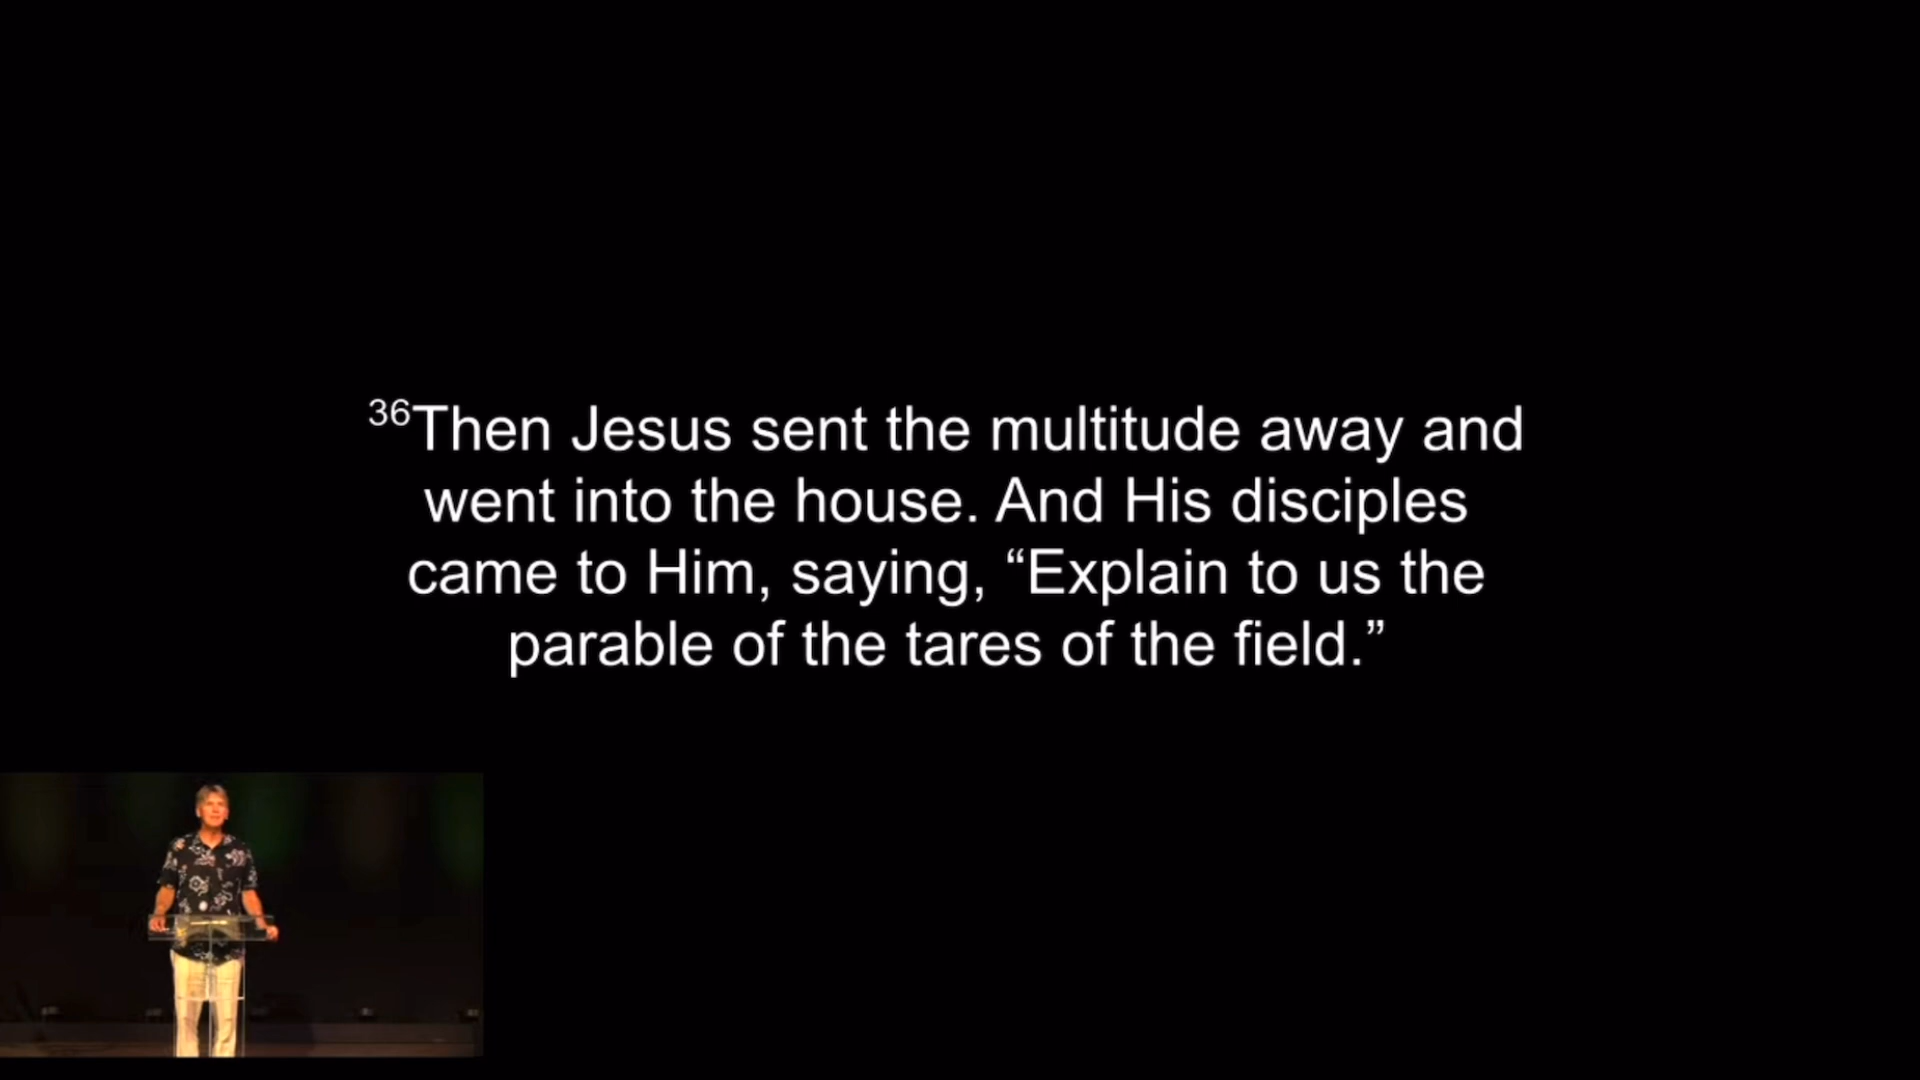 36Then Jesus sent the multitude away and
went into the house. And His disciples
came to Him, saying, “Explain to us the
parable of the tares of the field.”